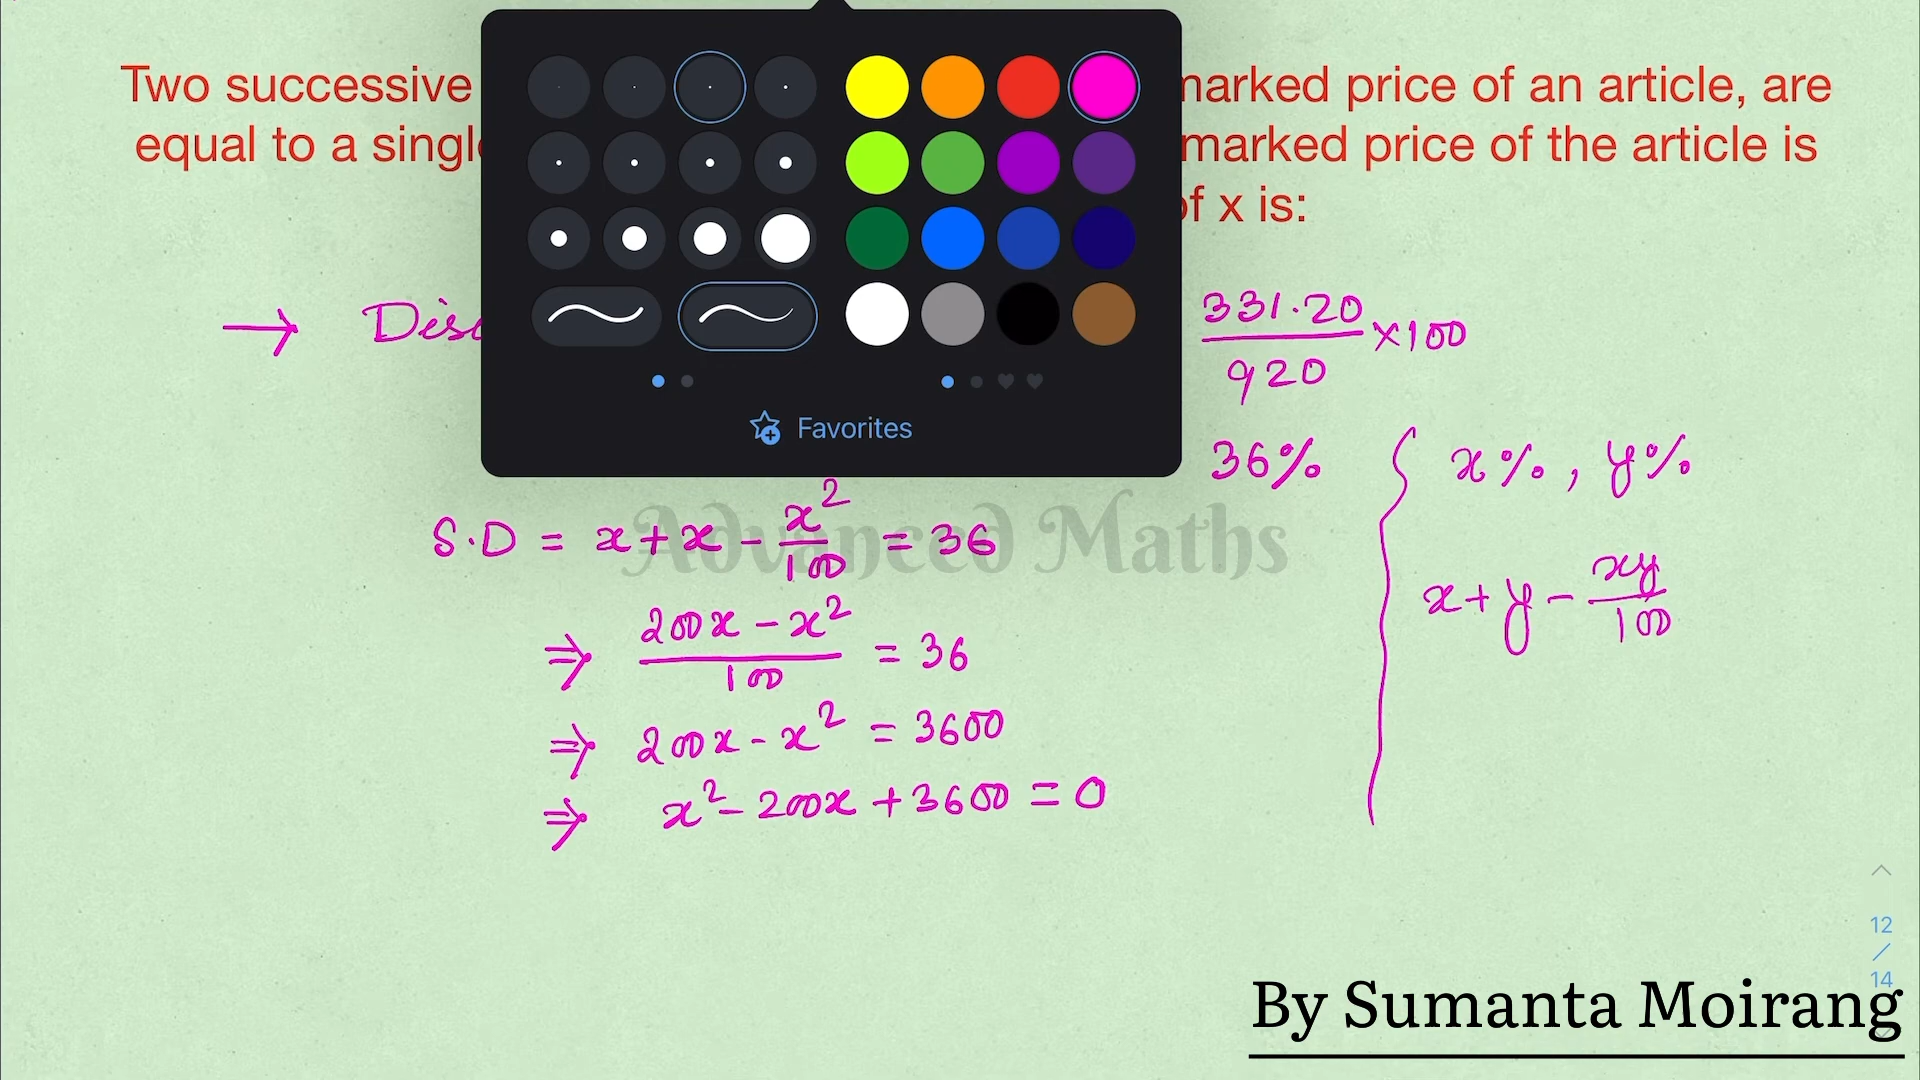 Two successive marked price of an article, are
equal to a single marked price of the article is
of x is:
→ Disc 331.20/920 ×100
36%
x%, y%
S.D = x+x - x²/100 = 36
x+y - xy/100
⇒ 200x - x²/100 = 36
⇒ 200x - x² = 3600
⇒ x² - 200x + 3600 = 0
Favorites
Advanced Maths
12
/
14
By Sumanta Moirang